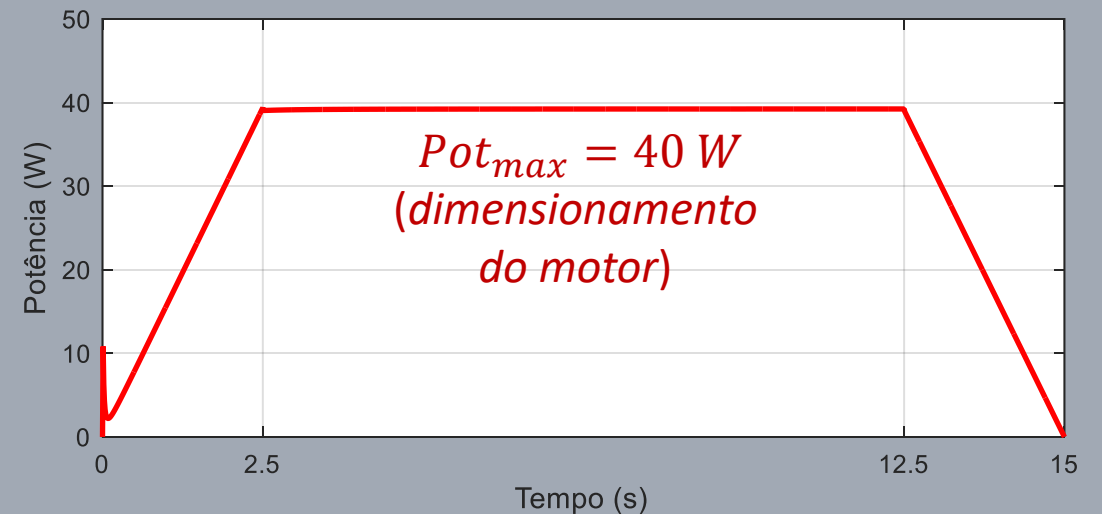 50
40
30
20
10
0
Potência (W)
Pot_max = 40 W
(dimensionamento
do motor)
0 2.5 12.5 15
Tempo (s)